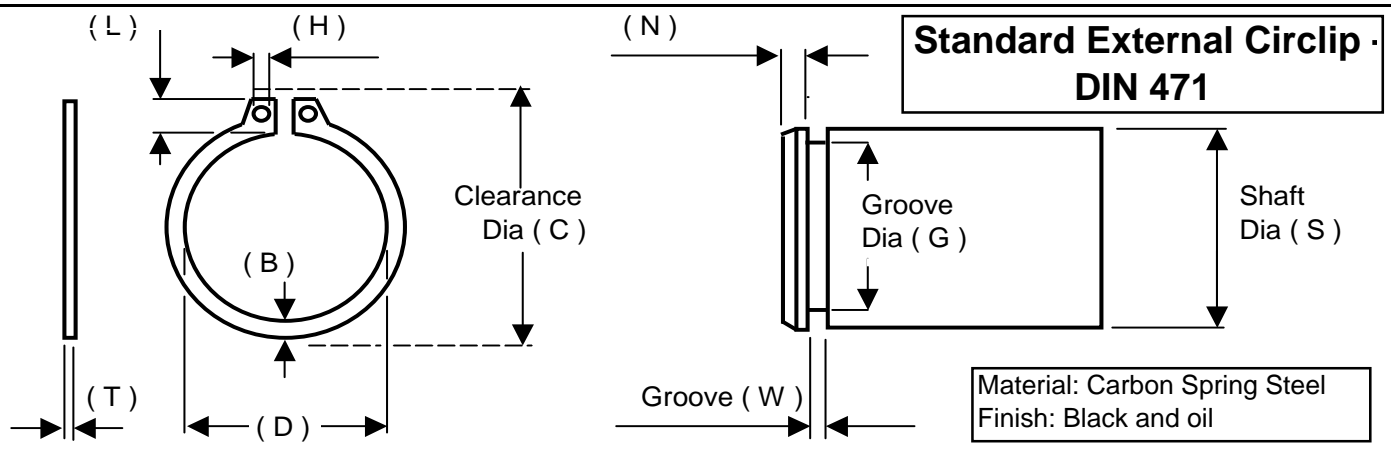 ( L )
( H )
( N )
Standard External Circlip -
DIN 471
Clearance
Dia ( C )
Groove
Dia ( G )
Shaft
Dia ( S )
( B )
( T )
( D )
Groove ( W )
Material: Carbon Spring Steel
Finish: Black and oil